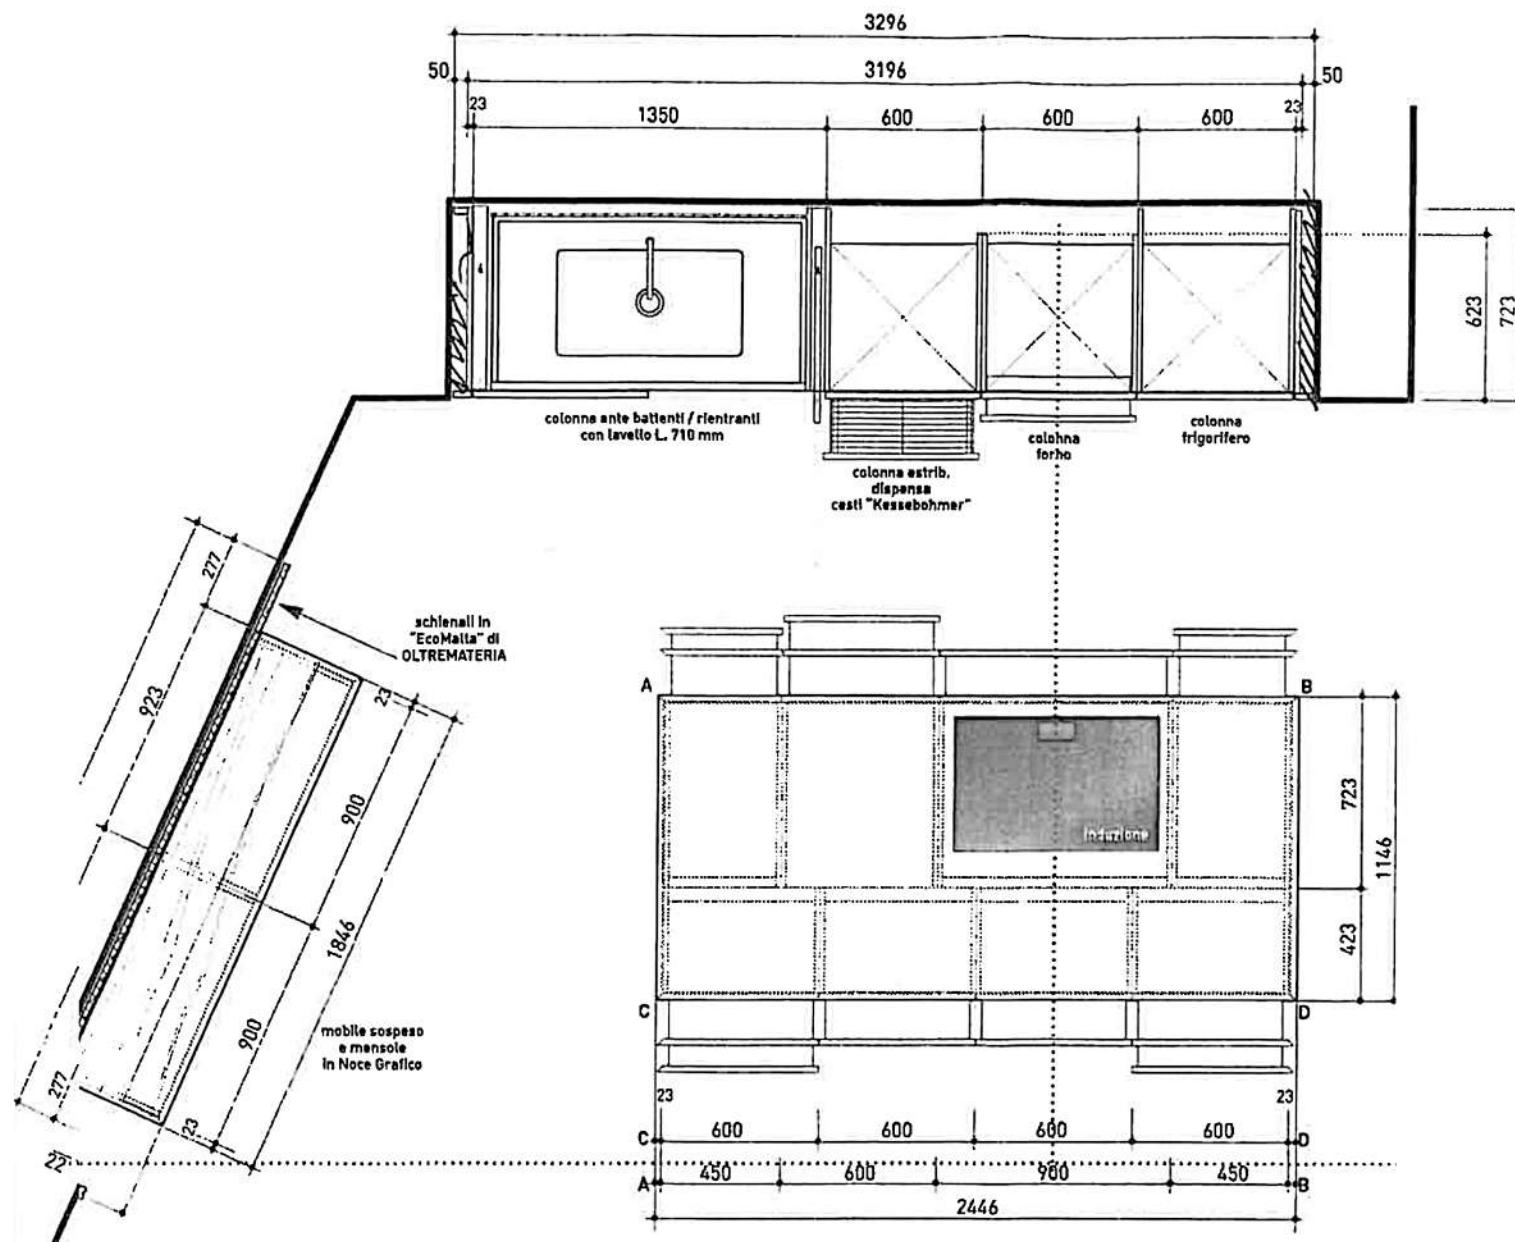 3296
50
3196
50
23
1350
600
600
600
23
623
723
colonna ante battenti / rientranti
con lavello L. 710 mm
colonna estrib.
dispensa
cesti "Kessebohmer"
colonna
forno
colonna
frigorifero
277
923
schienali in
"EcoMalta" di
OLTREMATERIA
23
900
1846
900
277
23
22
mobile sospeso
e mensole
in Noce Grafico
A
B
induzione
723
1146
423
C
D
23
23
C
600
600
600
600
D
A
450
600
900
450
B
2446